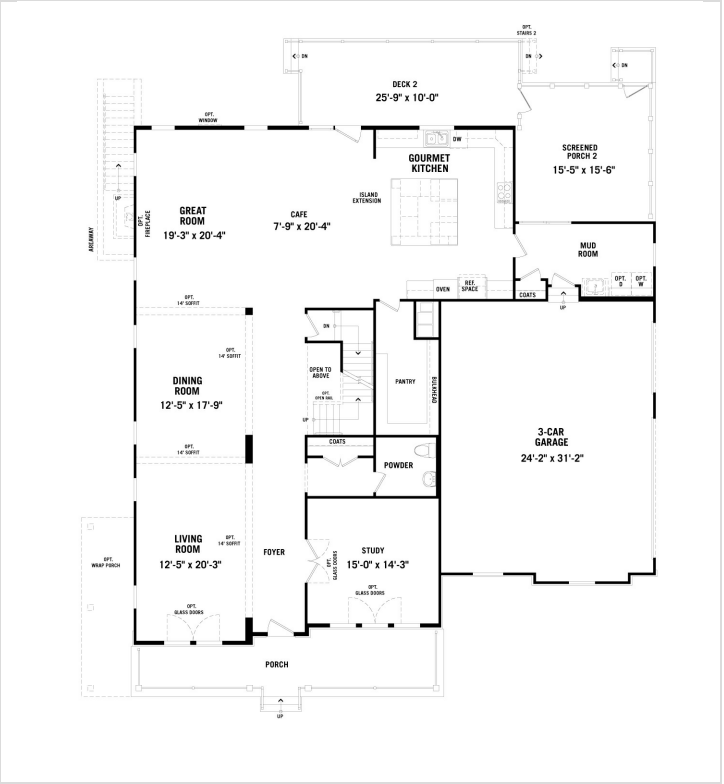 OPT.
STAIRS 2
DN
DN
DN
DECK 2
25'-9" x 10'-0"
OPT.
WINDOW
DW
GOURMET
KITCHEN
SCREENED
PORCH 2
15'-5" x 15'-6"
UP
OPT.
FIREPLACE
AREAWAY
GREAT
ROOM
19'-3" x 20'-4"
CAFE
7'-9" x 20'-4"
ISLAND
EXTENSION
MUD
ROOM
OPT.
D
OPT.
W
OVEN
REF.
SPACE
COATS
UP
OPT.
14' SOFFIT
DN
OPT.
14' SOFFIT
OPEN TO
ABOVE
OPT.
OPEN RAIL
UP
PANTRY
BULKHEAD
DINING
ROOM
12'-5" x 17'-9"
3-CAR
GARAGE
24'-2" x 31'-2"
OPT.
14' SOFFIT
COATS
POWDER
LIVING
ROOM
12'-5" x 20'-3"
OPT.
14' SOFFIT
FOYER
OPT.
GLASS DOORS
STUDY
15'-0" x 14'-3"
OPT.
WRAP PORCH
OPT.
GLASS DOORS
OPT.
GLASS DOORS
PORCH
UP